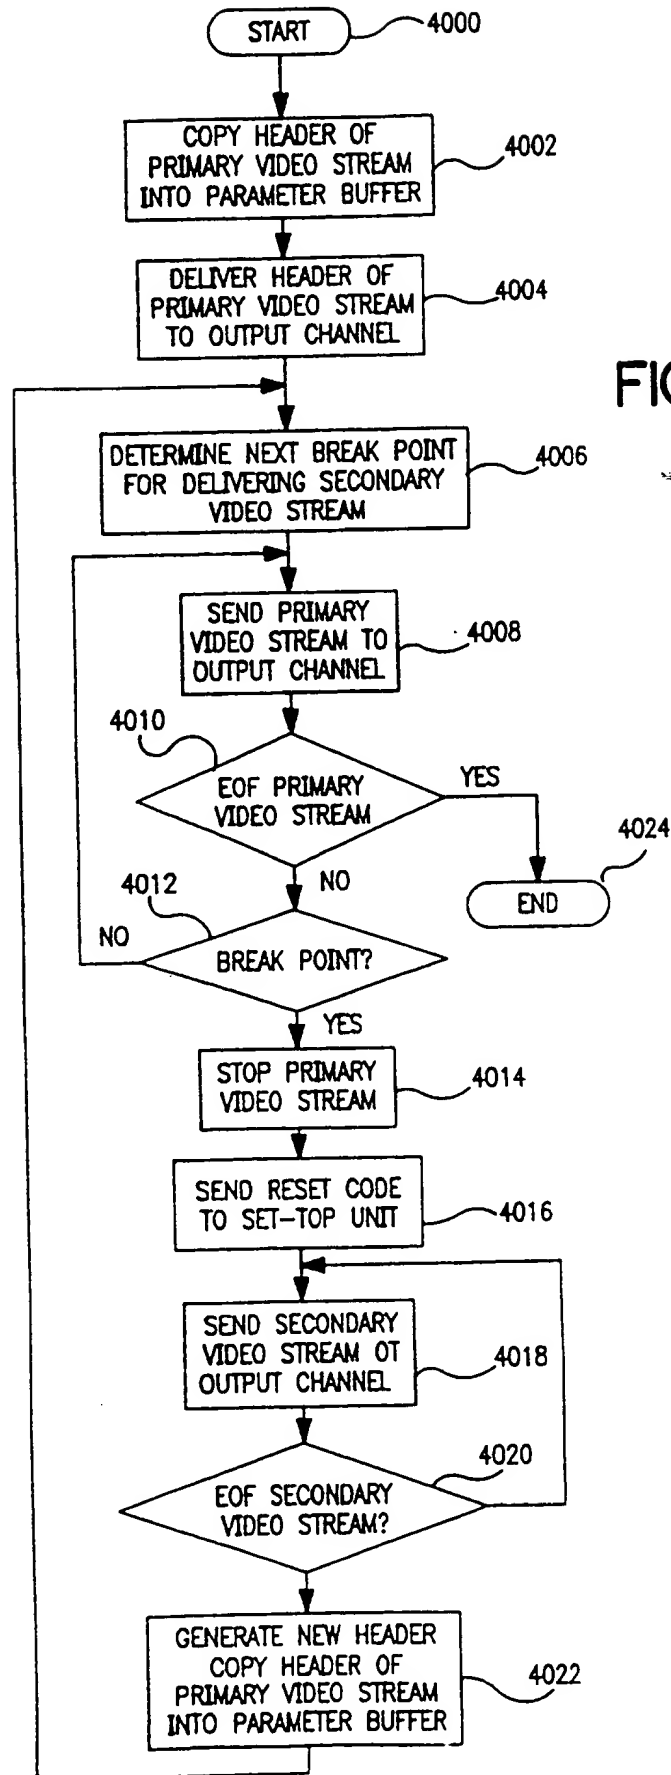 START
4000
COPY HEADER OF
PRIMARY VIDEO STREAM
INTO PARAMETER BUFFER
4002
DELIVER HEADER OF
PRIMARY VIDEO STREAM
TO OUTPUT CHANNEL
4004
FIG
DETERMINE NEXT BREAK POINT
FOR DELIVERING SECONDARY
VIDEO STREAM
4006
SEND PRIMARY
VIDEO STREAM TO
OUTPUT CHANNEL
4008
4010
EOF PRIMARY
VIDEO STREAM
YES
4024
END
NO
4012
NO
BREAK POINT?
YES
STOP PRIMARY
VIDEO STREAM
4014
SEND RESET CODE
TO SET-TOP UNIT
4016
SEND SECONDARY
VIDEO STREAM OT
OUTPUT CHANNEL
4018
4020
EOF SECONDARY
VIDEO STREAM?
GENERATE NEW HEADER
COPY HEADER OF
PRIMARY VIDEO STREAM
INTO PARAMETER BUFFER
4022